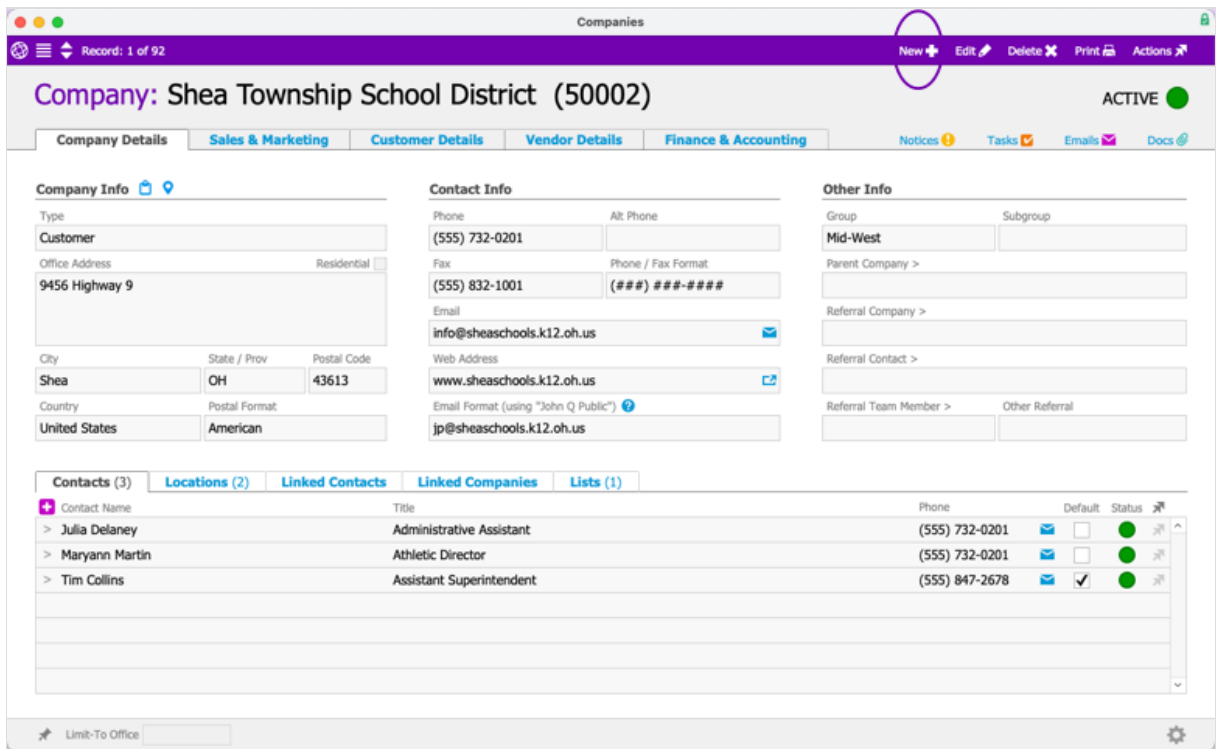 Companies
Record: 1 of 92 New Edit Delete Print Actions
Company: Shea Township School District (50002) ACTIVE
Company Details Sales & Marketing Customer Details Vendor Details Finance & Accounting Notices Tasks Emails Docs
Company Info Contact Info Other Info
Type Phone Alt Phone Group Subgroup
Customer (555) 732-0201 Mid-West
Office Address Residential Fax Phone / Fax Format Parent Company >
9456 Highway 9 (555) 832-1001 (###) ###-####
Email Referral Company >
info@sheaschools.k12.oh.us
City State / Prov Postal Code Web Address Referral Contact >
Shea OH 43613 www.sheaschools.k12.oh.us
Country Postal Format Email Format (using "John Q Public") ? Referral Team Member > Other Referral
United States American jp@sheaschools.k12.oh.us
Contacts (3) Locations (2) Linked Contacts Linked Companies Lists (1)
Contact Name Title Phone Default Status
> Julia Delaney Administrative Assistant (555) 732-0201
> Maryann Martin Athletic Director (555) 732-0201
> Tim Collins Assistant Superintendent (555) 847-2678
Limit-To Office